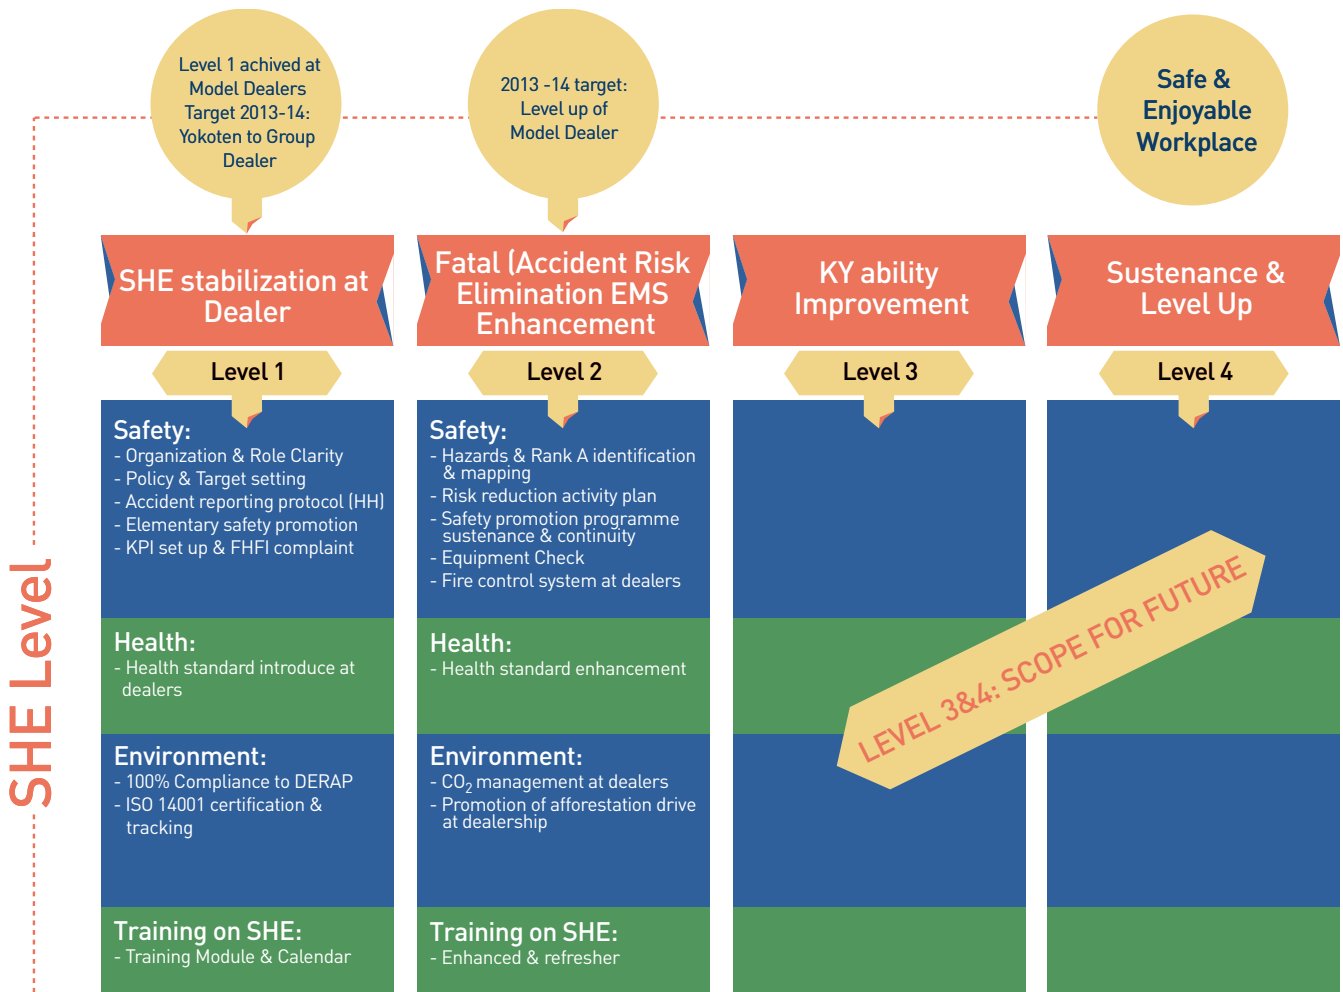 Level 1 achived at
Model Dealers
Target 2013-14:
Yokoten to Group
Dealer
2013 -14 target:
Level up of
Model Dealer
Safe &
Enjoyable
Workplace
SHE Level
SHE stabilization at
Dealer
Level 1
Safety:
- Organization & Role Clarity
- Policy & Target setting
- Accident reporting protocol (HH)
- Elementary safety promotion
- KPI set up & FHFI complaint
Health:
- Health standard introduce at
dealers
Environment:
- 100% Compliance to DERAP
- ISO 14001 certification &
tracking
Training on SHE:
- Training Module & Calendar
Fatal (Accident Risk
Elimination EMS
Enhancement
Level 2
Safety:
- Hazards & Rank A identification
& mapping
- Risk reduction activity plan
- Safety promotion programme
sustenance & continuity
- Equipment Check
- Fire control system at dealers
Health:
- Health standard enhancement
Environment:
- CO₂ management at dealers
- Promotion of afforestation drive
at dealership
Training on SHE:
- Enhanced & refresher
KY ability
Improvement
Level 3
Sustenance &
Level Up
Level 4
LEVEL 3&4: SCOPE FOR FUTURE